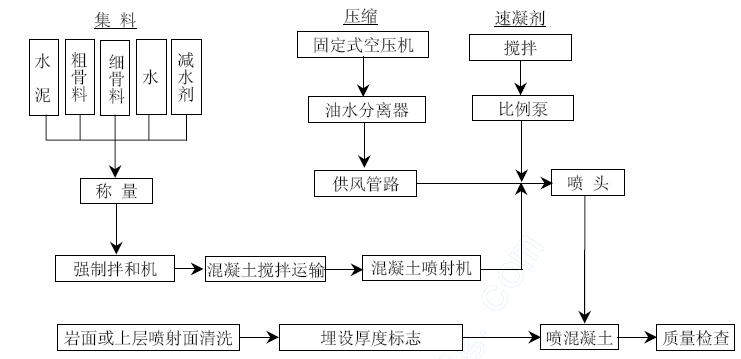 集 料
压缩
速凝剂
水泥
粗骨料
细骨料
水
减水剂
固定式空压机
搅拌
油水分离器
比例泵
称 量
供风管路
喷 头
强制拌和机
混凝土搅拌运输
混凝土喷射机
岩面或上层喷射面清洗
埋设厚度标志
喷混凝土
质量检查